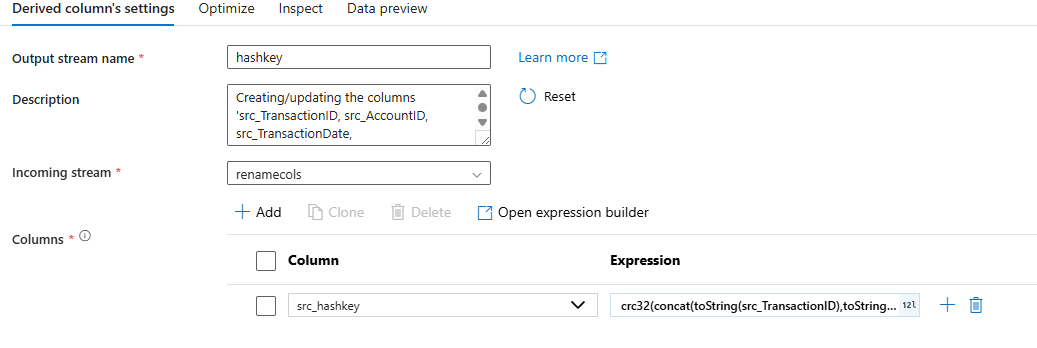 Derived column's settings Optimize Inspect Data preview
Output stream name * hashkey Learn more
Description Creating/updating the columns
'src_TransactionID, src_AccountID,
src_TransactionDate,
Reset
Incoming stream * renamecols
Add Clone Delete Open expression builder
Columns *
Column Expression
src_hashkey crc32(concat(toString(src_TransactionID),toString... 12l